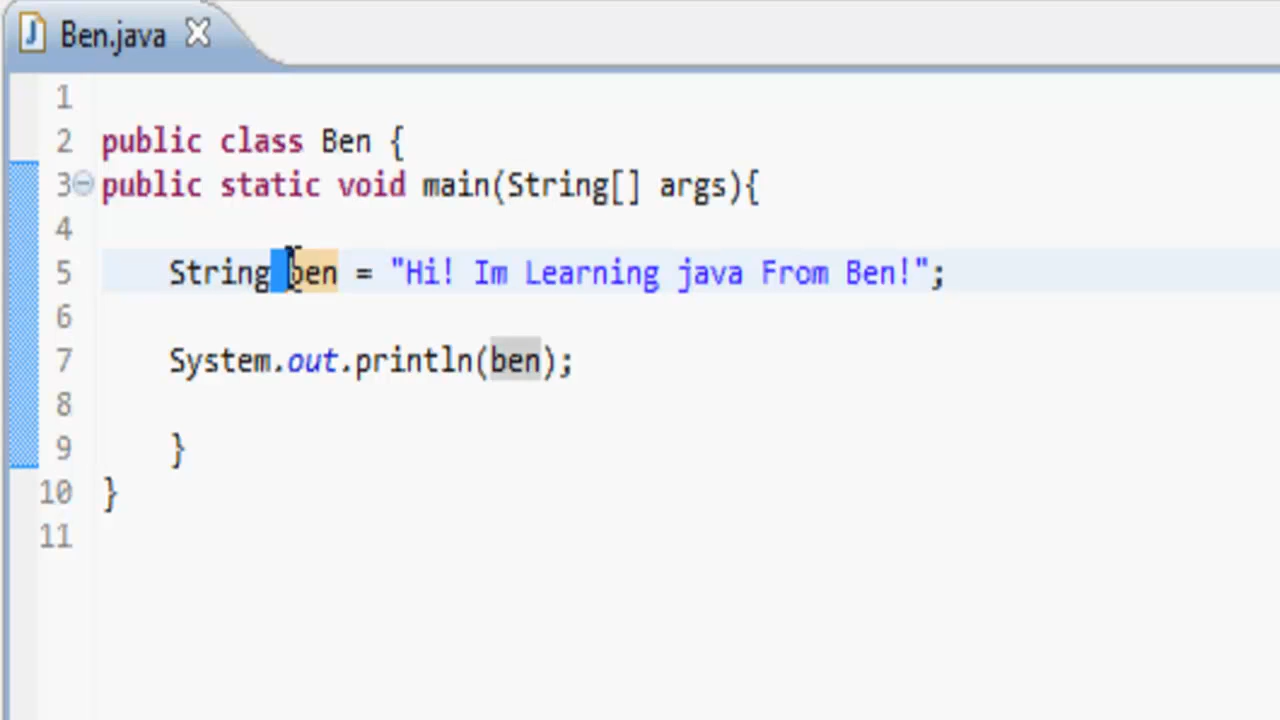 Ben.java
1
2 public class Ben {
3 public static void main(String[] args){
4
5 String ben = "Hi! Im Learning java From Ben!";
6
7 System.out.println(ben);
8
9 }
10 }
11